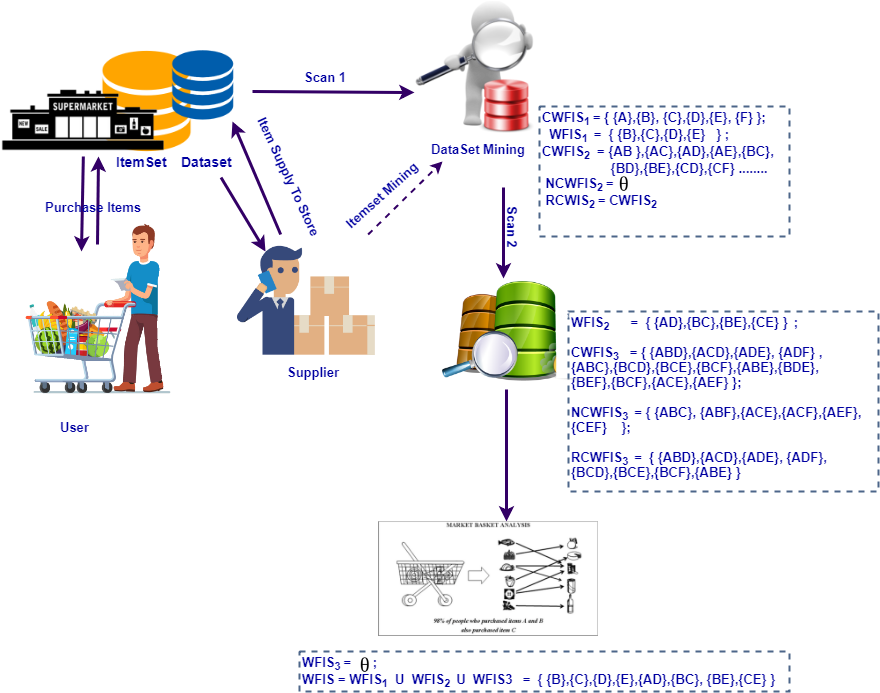 SUPERMARKET
NEW
SALE
ItemSet
Dataset
Scan 1
DataSet Mining
Purchase Items
Item Supply To Store
Itemset Mining
User
Supplier
CWFIS1 = { {A},{B}, {C},{D},{E}, {F} };
WFIS1 = { {B},{C},{D},{E} } ;
CWFIS2 = {AB },{AC},{AD},{AE},{BC},
{BD},{BE},{CD},{CF} ........
NCWFIS2 = θ
RCWIS2 = CWFIS2
Scan 2
WFIS2 = { {AD},{BC},{BE},{CE} } ;
CWFIS3 = { {ABD},{ACD},{ADE}, {ADF} ,
{ABC},{BCD},{BCE},{BCF},{ABE},{BDE},
{BEF},{BCF},{ACE},{AEF} };
NCWFIS3 = { {ABC}, {ABF},{ACE},{ACF},{AEF},
{CEF} };
RCWFIS3 = { {ABD},{ACD},{ADE}, {ADF},
{BCD},{BCE},{BCF},{ABE} }
MARKET BASKET ANALYSIS
98% of people who purchased items A and B
also purchased item C
WFIS3 = θ ;
WFIS = WFIS1 U WFIS2 U WFIS3 = { {B},{C},{D},{E},{AD},{BC}, {BE},{CE} }